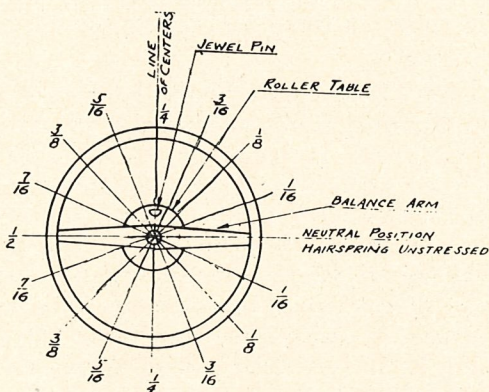 LINE
OF CENTERS
JEWEL PIN
ROLLER TABLE
5/16
1/4
3/16
3/8
1/8
7/16
1/16
BALANCE ARM
1/2
NEUTRAL POSITION
HAIRSPRING UNSTRESSED
7/16
1/16
3/8
1/8
5/16
1/4
3/16